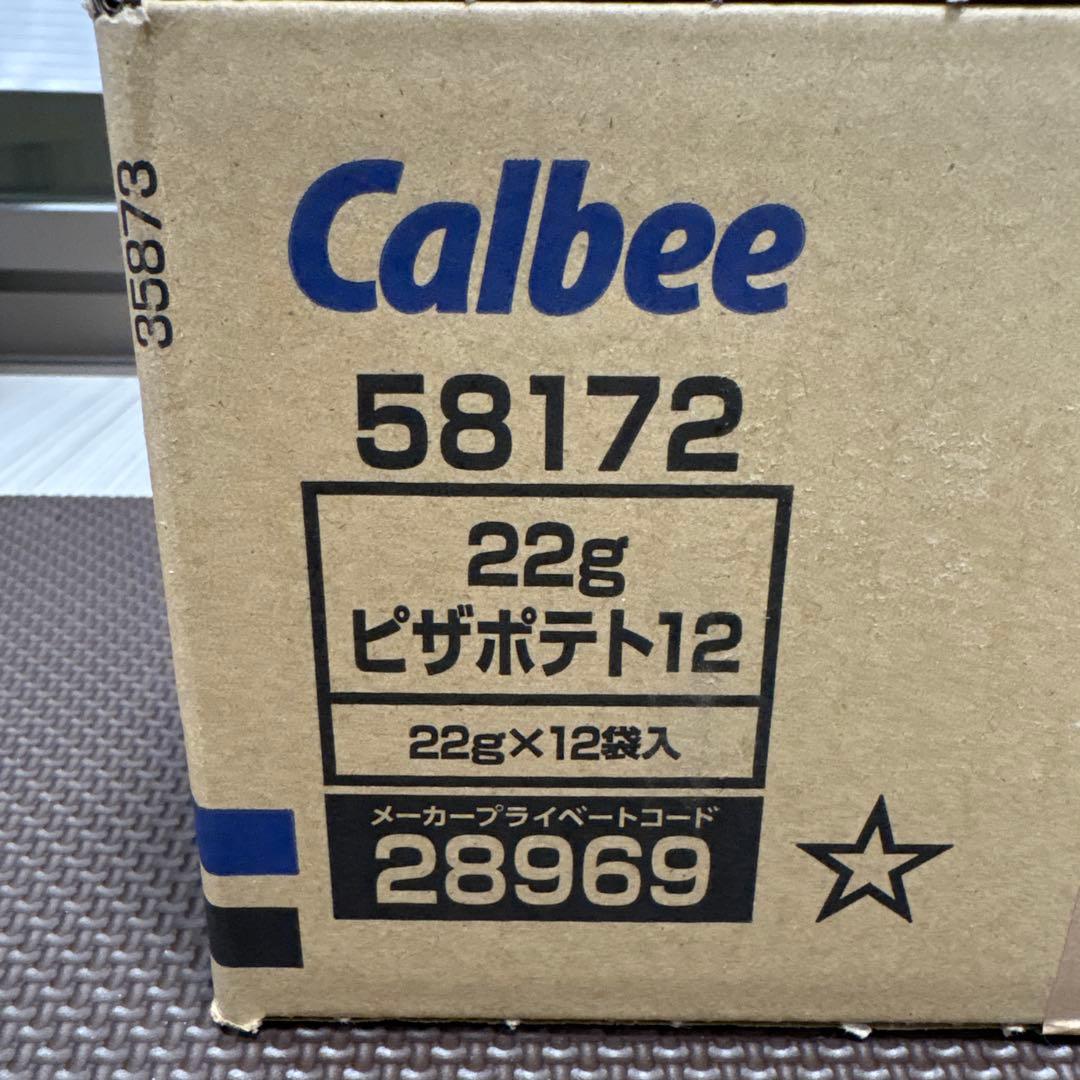 Calbee
58172
22g
ピザポテト12
22g×12袋入
メーカープライベートコード
28969
35873